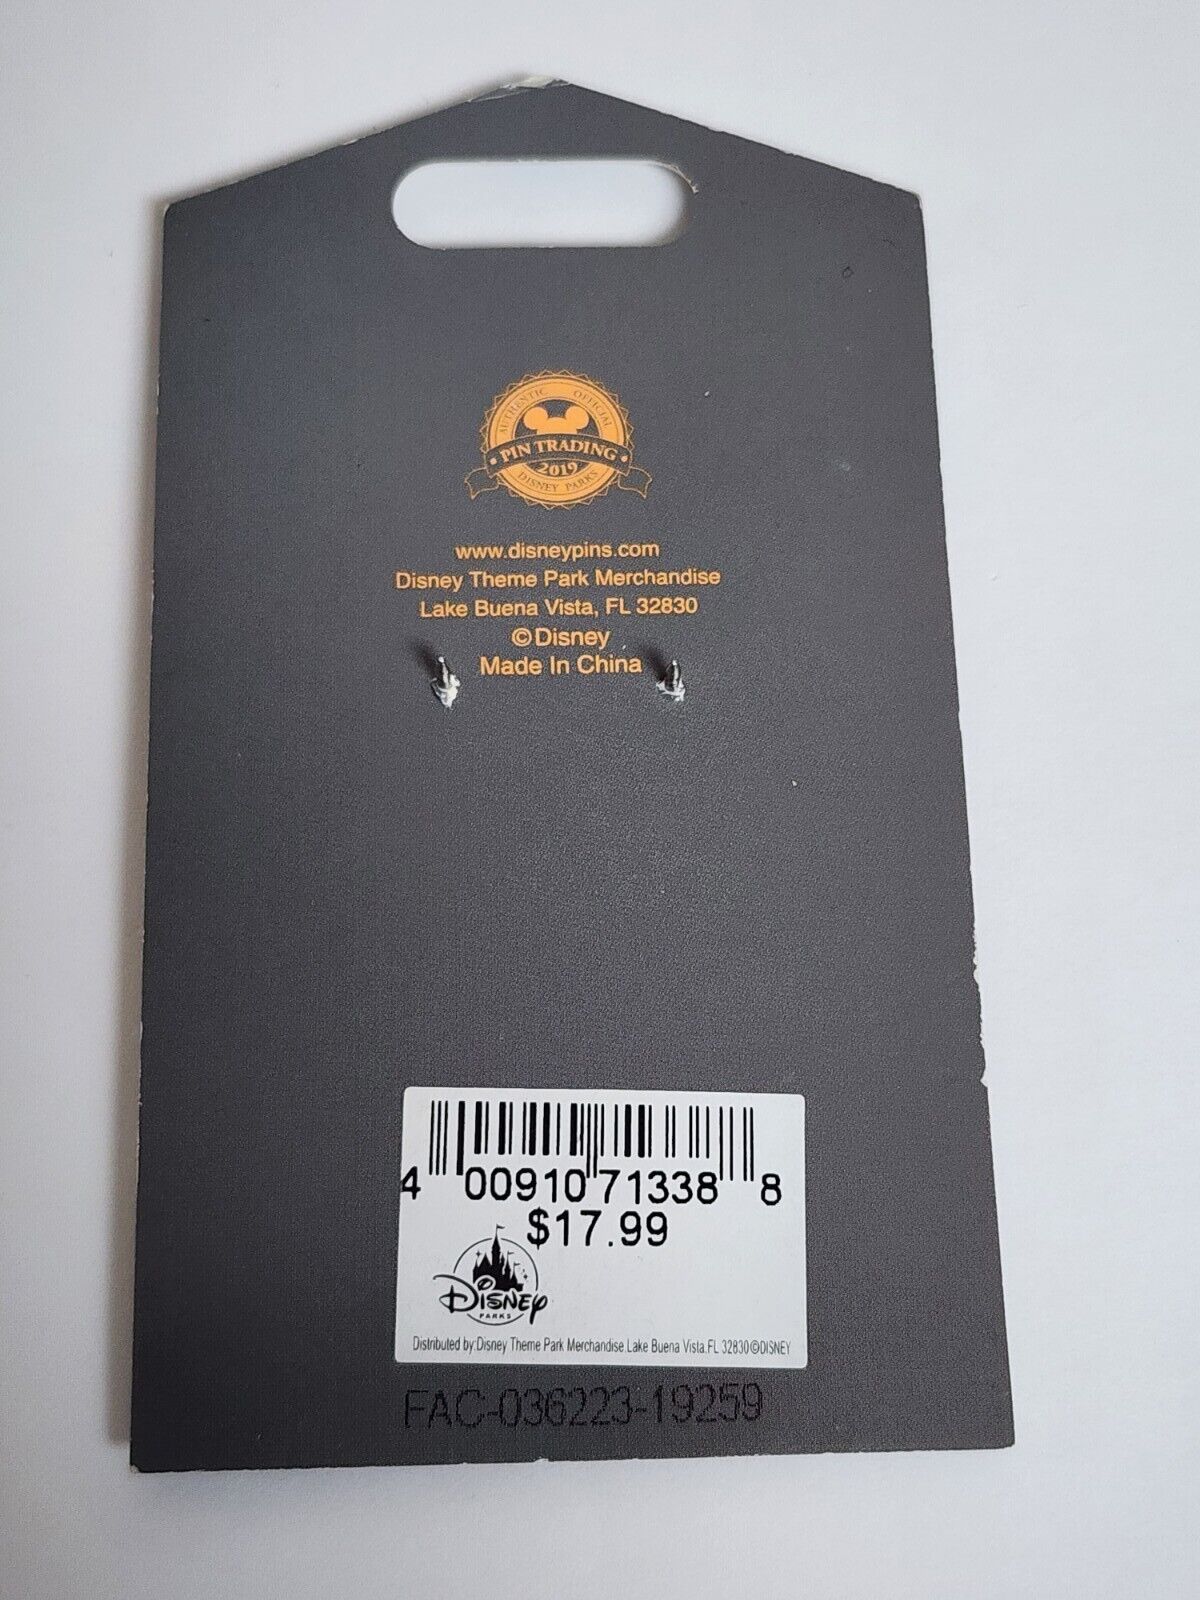 AUTHENTIC OFFICIAL
• PIN TRADING •
2019
DISNEY PARKS
www.disneypins.com
Disney Theme Park Merchandise
Lake Buena Vista, FL 32830
©Disney
Made In China
4 00910 71338 8
$17.99
Disney
PARKS
Distributed by:Disney Theme Park Merchandise.Lake Buena Vista.FL 32830©DISNEY
FAC-036223-19259